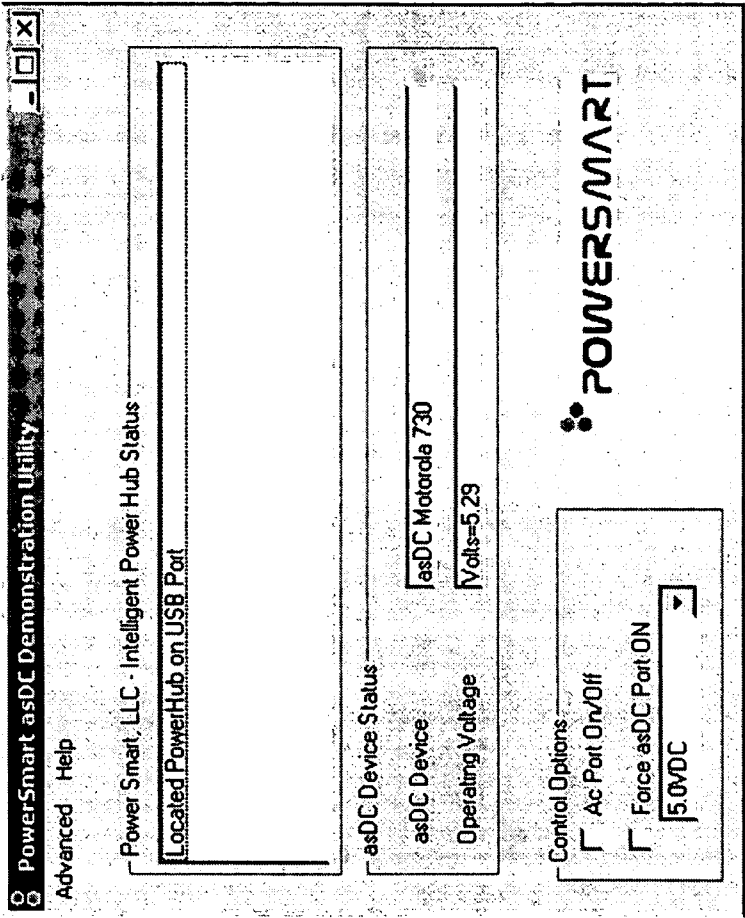 PowerSmart asDC Demonstration Utility
Advanced Help
Power Smart, LLC - Intelligent Power Hub Status
Located PowerHub on USB Port
asDC Device Status
asDC Device asDC Motorola 730
Operating Voltage Volts=5.29
Control Options
Ac Port On/Off
Force asDC Port ON
5.0VDC
POWERSMART